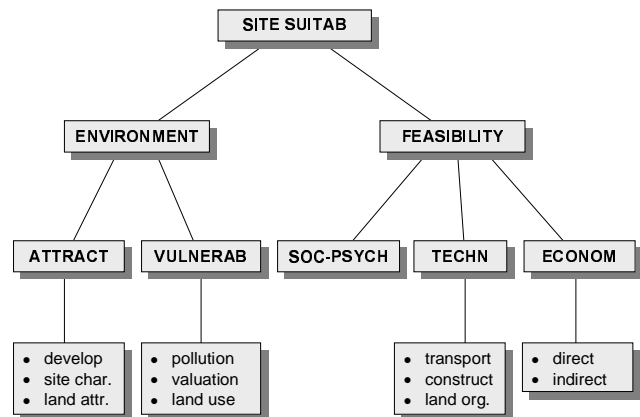 SITE SUITAB
ENVIRONMENT
FEASIBILITY
ATTRACT
VULNERAB
SOC-PSYCH
TECHN
ECONOM
• develop
• site char.
• land attr.
• pollution
• valuation
• land use
• transport
• construct
• land org.
• direct
• indirect